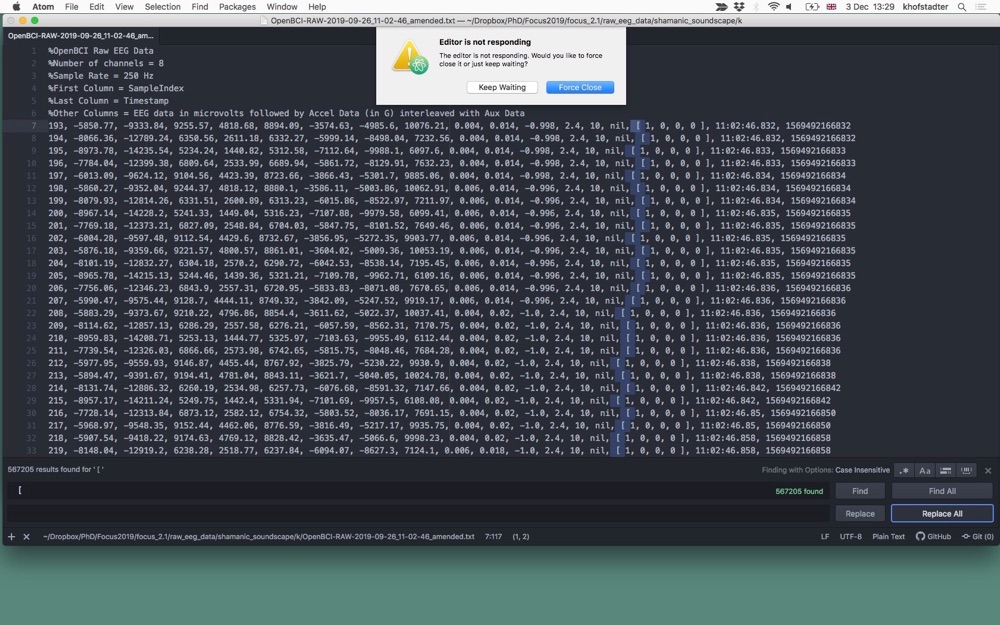 Atom File Edit View Selection Find Packages Window Help 3 Dec 13:29 khofstadter
OpenBCI-RAW-2019-09-26_11-02-46_amended.txt — ~/Dropbox/PhD/Focus2019/focus_2.1/raw_eeg_data/shamanic_soundscape/k
OpenBCI-RAW-2019-09-26_11-02-46_am...
Editor is not responding
The editor is not responding. Would you like to force
close it or just keep waiting?
Keep Waiting Force Close
1 %OpenBCI Raw EEG Data
2 %Number of channels = 8
3 %Sample Rate = 250 Hz
4 %First Column = SampleIndex
5 %Last Column = Timestamp
6 %Other Columns = EEG data in microvolts followed by Accel Data (in G) interleaved with Aux Data
7 193, -5850.77, -9333.84, 9255.57, 4818.68, 8894.09, -3574.63, -4985.6, 10076.21, 0.004, 0.014, -0.998, 2.4, 10, nil, [ 1, 0, 0, 0 ], 11:02:46.832, 1569492166832
8 194, -8066.36, -12789.24, 6350.56, 2611.18, 6332.27, -5999.14, -8498.04, 7232.56, 0.004, 0.014, -0.998, 2.4, 10, nil, [ 1, 0, 0, 0 ], 11:02:46.832, 1569492166832
9 195, -8973.78, -14235.54, 5234.24, 1440.82, 5312.58, -7112.64, -9988.1, 6097.6, 0.004, 0.014, -0.998, 2.4, 10, nil, [ 1, 0, 0, 0 ], 11:02:46.833, 1569492166833
10 196, -7784.04, -12399.38, 6809.64, 2533.99, 6689.94, -5861.72, -8129.91, 7632.23, 0.004, 0.014, -0.998, 2.4, 10, nil, [ 1, 0, 0, 0 ], 11:02:46.833, 1569492166833
11 197, -6013.09, -9624.12, 9104.56, 4423.39, 8723.66, -3866.43, -5301.7, 9885.06, 0.004, 0.014, -0.998, 2.4, 10, nil, [ 1, 0, 0, 0 ], 11:02:46.834, 1569492166834
12 198, -5860.27, -9352.04, 9244.37, 4818.12, 8880.1, -3586.11, -5003.86, 10062.91, 0.006, 0.014, -0.996, 2.4, 10, nil, [ 1, 0, 0, 0 ], 11:02:46.834, 1569492166834
13 199, -8079.93, -12814.26, 6331.51, 2600.89, 6313.23, -6015.86, -8522.97, 7211.97, 0.006, 0.014, -0.996, 2.4, 10, nil, [ 1, 0, 0, 0 ], 11:02:46.834, 1569492166834
14 200, -8967.14, -14228.2, 5241.33, 1449.04, 5316.23, -7107.88, -9979.58, 6099.41, 0.006, 0.014, -0.996, 2.4, 10, nil, [ 1, 0, 0, 0 ], 11:02:46.835, 1569492166835
15 201, -7769.18, -12373.21, 6827.09, 2548.84, 6704.03, -5847.75, -8101.52, 7649.46, 0.006, 0.014, -0.996, 2.4, 10, nil, [ 1, 0, 0, 0 ], 11:02:46.835, 1569492166835
16 202, -6004.28, -9597.48, 9112.54, 4429.6, 8732.67, -3856.95, -5272.35, 9903.77, 0.006, 0.014, -0.996, 2.4, 10, nil, [ 1, 0, 0, 0 ], 11:02:46.835, 1569492166835
17 203, -5876.18, -9359.66, 9221.57, 4800.57, 8861.01, -3604.02, -5009.36, 10053.19, 0.006, 0.014, -0.996, 2.4, 10, nil, [ 1, 0, 0, 0 ], 11:02:46.835, 1569492166835
18 204, -8101.19, -12832.27, 6304.18, 2570.2, 6290.72, -6042.53, -8538.14, 7195.45, 0.006, 0.014, -0.996, 2.4, 10, nil, [ 1, 0, 0, 0 ], 11:02:46.835, 1569492166835
19 205, -8965.78, -14215.13, 5244.46, 1439.36, 5321.21, -7109.78, -9962.71, 6109.16, 0.006, 0.014, -0.996, 2.4, 10, nil, [ 1, 0, 0, 0 ], 11:02:46.835, 1569492166835
20 206, -7756.06, -12346.23, 6843.9, 2557.31, 6720.95, -5833.83, -8071.08, 7670.65, 0.006, 0.014, -0.996, 2.4, 10, nil, [ 1, 0, 0, 0 ], 11:02:46.836, 1569492166836
21 207, -5990.47, -9575.44, 9128.7, 4444.11, 8749.32, -3842.09, -5247.52, 9919.17, 0.006, 0.014, -0.996, 2.4, 10, nil, [ 1, 0, 0, 0 ], 11:02:46.836, 1569492166836
22 208, -5883.29, -9373.67, 9210.22, 4796.86, 8854.4, -3611.62, -5022.37, 10037.41, 0.004, 0.02, -1.0, 2.4, 10, nil, [ 1, 0, 0, 0 ], 11:02:46.836, 1569492166836
23 209, -8114.62, -12857.13, 6286.29, 2557.58, 6276.21, -6057.59, -8562.31, 7170.75, 0.004, 0.02, -1.0, 2.4, 10, nil, [ 1, 0, 0, 0 ], 11:02:46.836, 1569492166836
24 210, -8959.83, -14208.71, 5253.13, 1444.77, 5325.97, -7103.63, -9955.49, 6112.44, 0.004, 0.02, -1.0, 2.4, 10, nil, [ 1, 0, 0, 0 ], 11:02:46.836, 1569492166836
25 211, -7739.54, -12326.03, 6866.66, 2573.98, 6742.65, -5815.75, -8048.46, 7684.28, 0.004, 0.02, -1.0, 2.4, 10, nil, [ 1, 0, 0, 0 ], 11:02:46.836, 1569492166836
26 212, -5977.95, -9559.93, 9146.87, 4455.44, 8767.92, -3825.79, -5230.22, 9930.9, 0.004, 0.02, -1.0, 2.4, 10, nil, [ 1, 0, 0, 0 ], 11:02:46.838, 1569492166838
27 213, -5894.47, -9391.67, 9194.41, 4781.04, 8843.11, -3621.7, -5040.05, 10024.78, 0.004, 0.02, -1.0, 2.4, 10, nil, [ 1, 0, 0, 0 ], 11:02:46.838, 1569492166838
28 214, -8131.74, -12886.32, 6260.19, 2534.98, 6257.73, -6076.68, -8591.32, 7147.66, 0.004, 0.02, -1.0, 2.4, 10, nil, [ 1, 0, 0, 0 ], 11:02:46.842, 1569492166842
29 215, -8957.17, -14211.24, 5249.75, 1442.4, 5331.94, -7101.69, -9957.5, 6108.08, 0.004, 0.02, -1.0, 2.4, 10, nil, [ 1, 0, 0, 0 ], 11:02:46.842, 1569492166842
30 216, -7728.14, -12313.84, 6873.12, 2582.12, 6754.32, -5803.52, -8036.17, 7691.15, 0.004, 0.02, -1.0, 2.4, 10, nil, [ 1, 0, 0, 0 ], 11:02:46.85, 1569492166850
31 217, -5968.97, -9548.35, 9152.44, 4462.06, 8776.59, -3816.49, -5217.17, 9935.75, 0.004, 0.02, -1.0, 2.4, 10, nil, [ 1, 0, 0, 0 ], 11:02:46.85, 1569492166850
32 218, -5907.54, -9418.22, 9174.63, 4769.12, 8828.42, -3635.47, -5066.6, 9998.23, 0.004, 0.02, -1.0, 2.4, 10, nil, [ 1, 0, 0, 0 ], 11:02:46.858, 1569492166858
33 219, -8148.04, -12919.2, 6238.28, 2518.77, 6237.84, -6094.07, -8627.3, 7124.1, 0.006, 0.018, -1.0, 2.4, 10, nil, [ 1, 0, 0, 0 ], 11:02:46.858, 1569492166858
567205 results found for '['
Finding with Options: Case Insensitive .* Aa
[ 567205 found Find Find All
Replace Replace All
~/Dropbox/PhD/Focus2019/focus_2.1/raw_eeg_data/shamanic_soundscape/k/OpenBCI-RAW-2019-09-26_11-02-46_amended.txt 7:117 (1, 2) LF UTF-8 Plain Text GitHub Git (0)